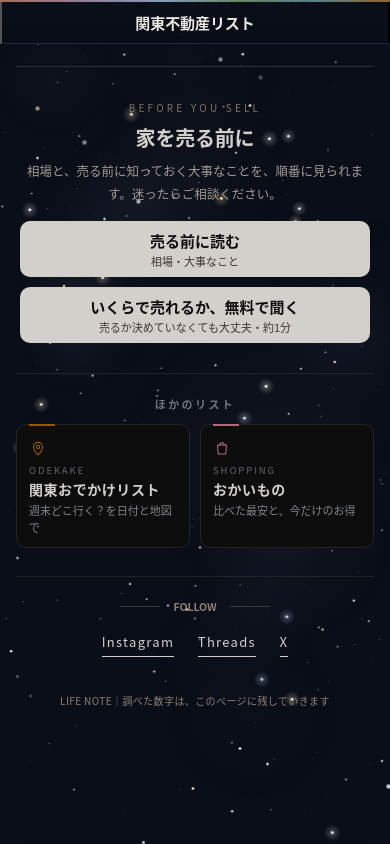 関東不動産リスト
BEFORE YOU SELL
家を売る前に
相場と、売る前に知っておく大事なことを、順番に見られま
す。迷ったらご相談ください。
売る前に読む
相場・大事なこと
いくらで売れるか、無料で聞く
売るか決めていなくても大丈夫・約1分
ほかのリスト
ODEKAKE
関東おでかけリスト
週末どこ行く？を日付と地図
で
SHOPPING
おかいもの
比べた最安と、今だけのお得
FOLLOW
Instagram Threads X
LIFE NOTE｜調べた数字は、このページに残していきます